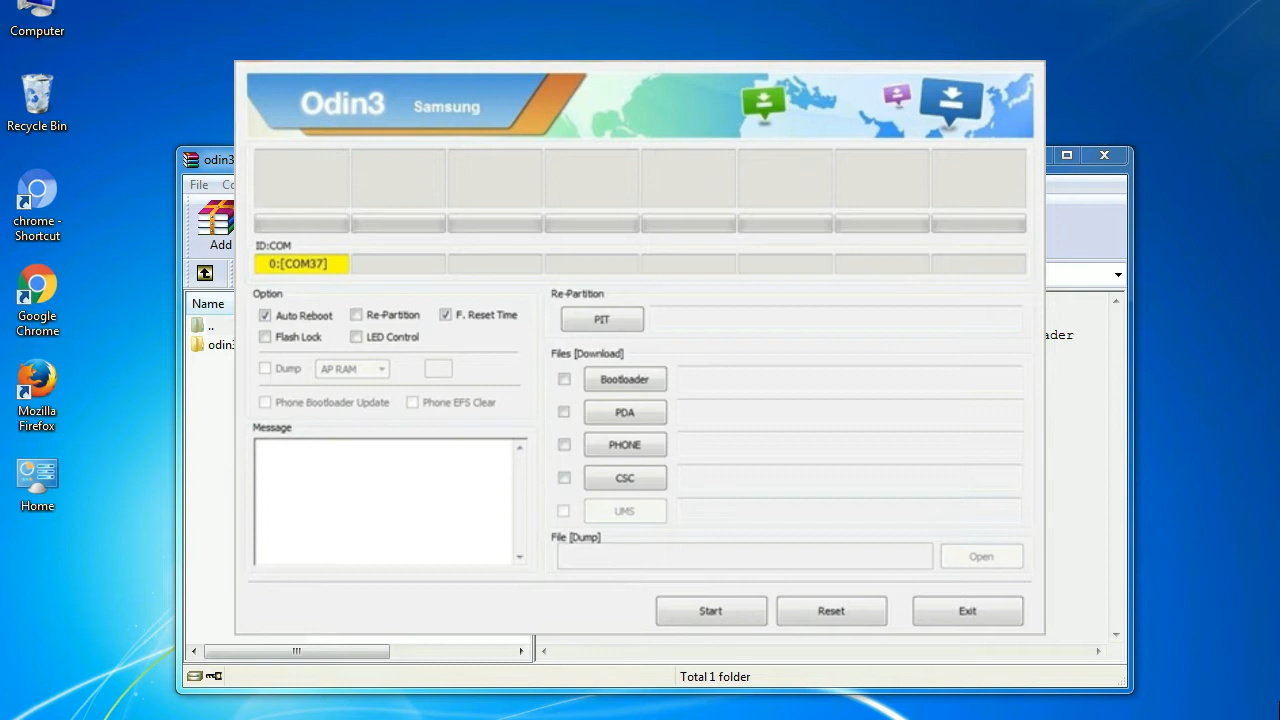 Computer
Recycle Bin
chrome -
Shortcut
Google
Chrome
Mozilla
Firefox
Home
odin3
File
Add
Name
..
odin3
Total 1 folder
Odin3 Samsung
ID:COM
0:[COM37]
Option
Auto Reboot Re-Partition F. Reset Time
Flash Lock LED Control
Dump AP RAM
Phone Bootloader Update Phone EFS Clear
Message
Re-Partition
PIT
Files [Download]
Bootloader
PDA
PHONE
CSC
UMS
File [Dump]
Open
Start Reset Exit